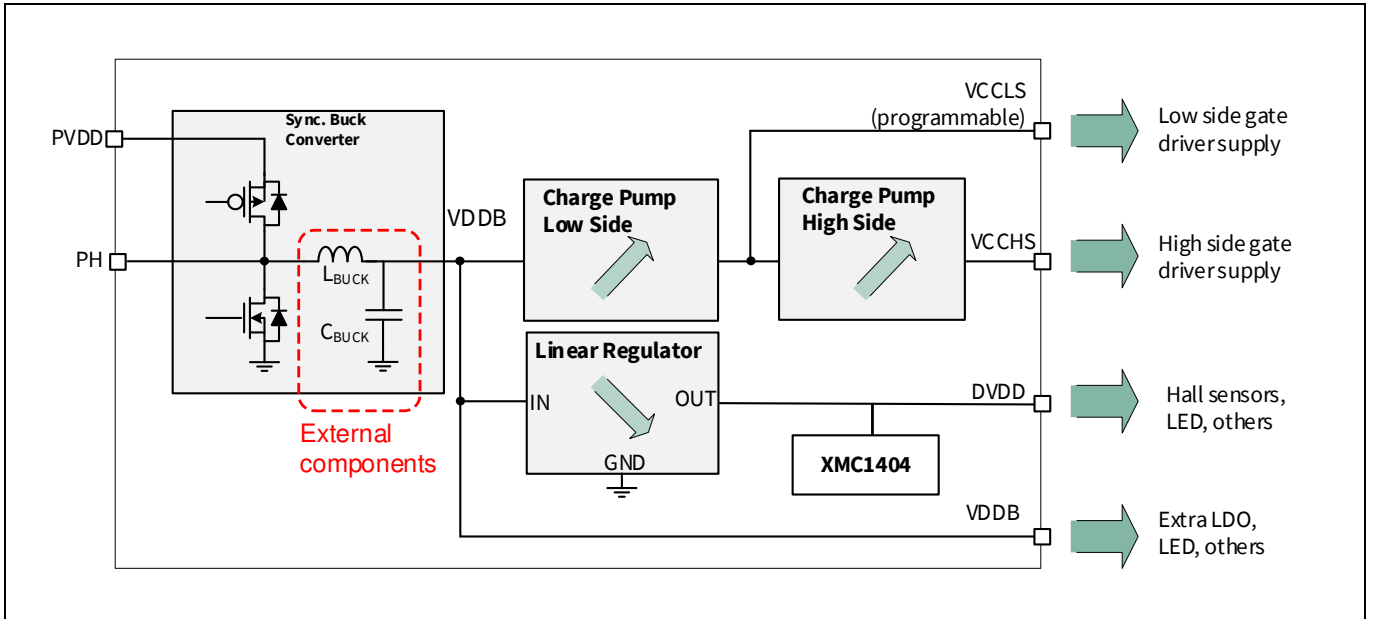 Sync. Buck
Converter
PVDD
PH
LBUCK
CBUCK
External
components
VDDB
Charge Pump
Low Side
Charge Pump
High Side
VCCLS
(programmable)
Low side gate
driver supply
VCCHS
High side gate
driver supply
Linear Regulator
IN
OUT
GND
XMC1404
DVDD
Hall sensors,
LED, others
VDDB
Extra LDO,
LED, others